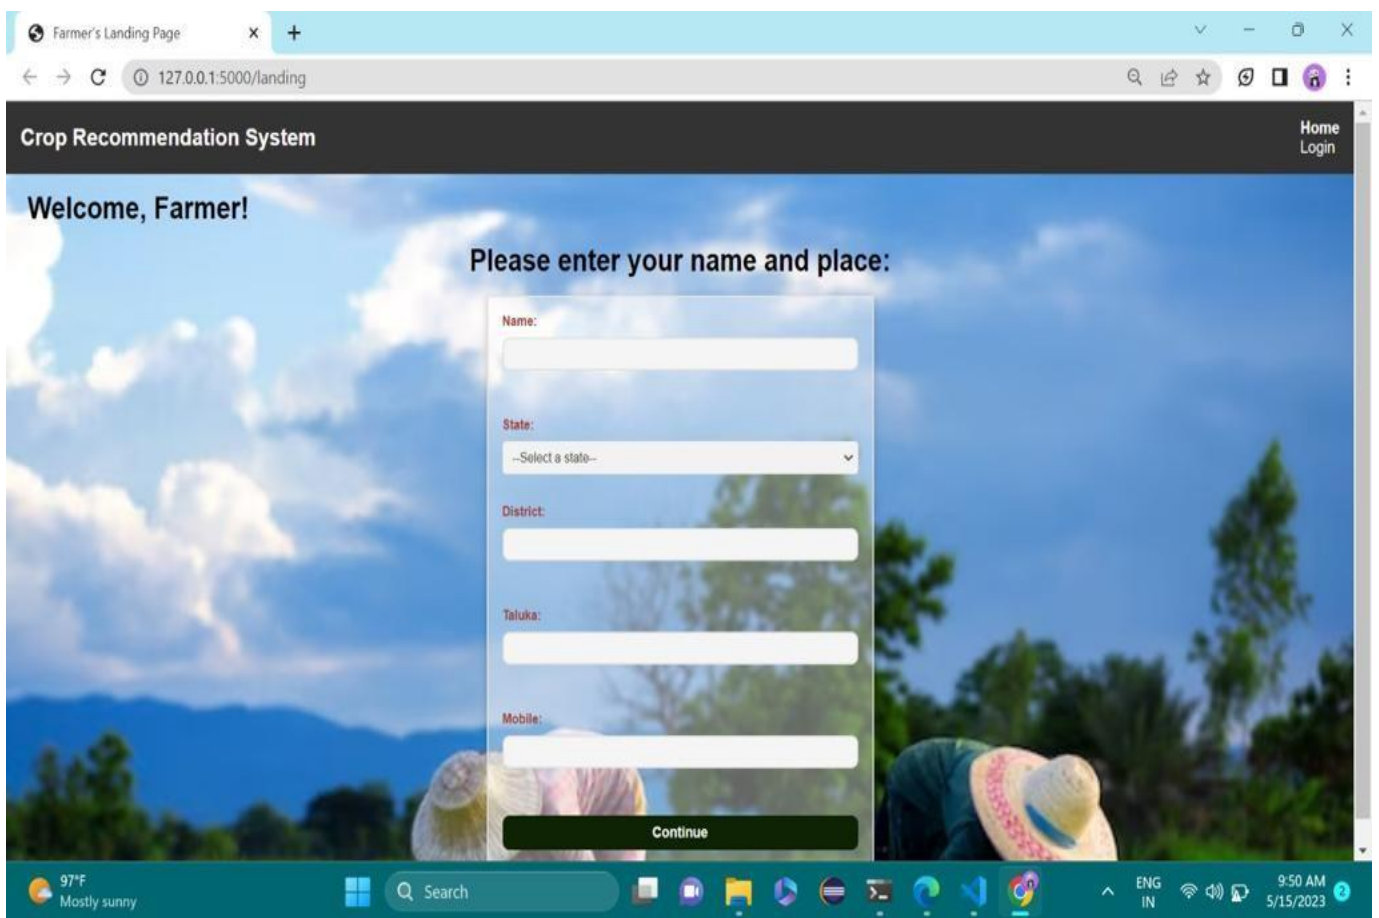 Farmer's Landing Page
127.0.0.1:5000/landing
Crop Recommendation System
Home
Login
Welcome, Farmer!
Please enter your name and place:
Name:
State:
--Select a state--
District:
Taluka:
Mobile:
Continue
97°F
Mostly sunny
Search
ENG
IN
9:50 AM
5/15/2023
2